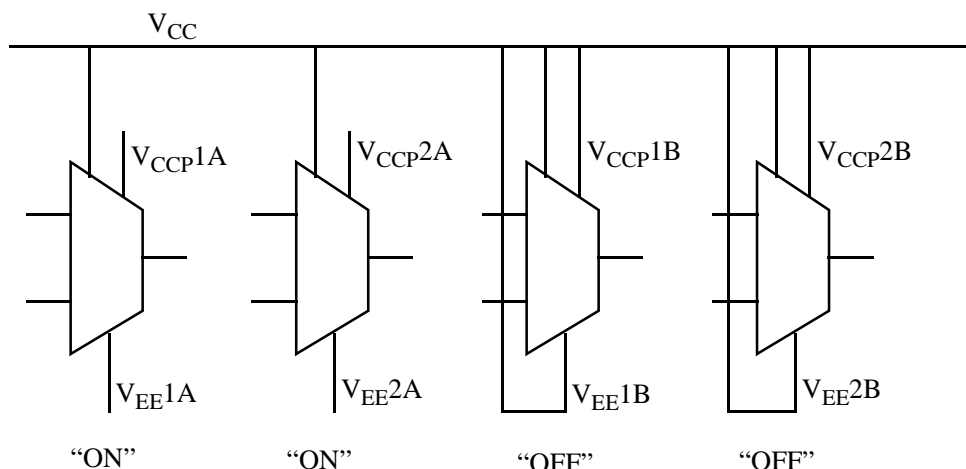 VCC
VCCP1A
VCCP2A
VCCP1B
VCCP2B
VEE1A
VEE2A
VEE1B
VEE2B
“ON”
“ON”
“OFF”
“OFF”